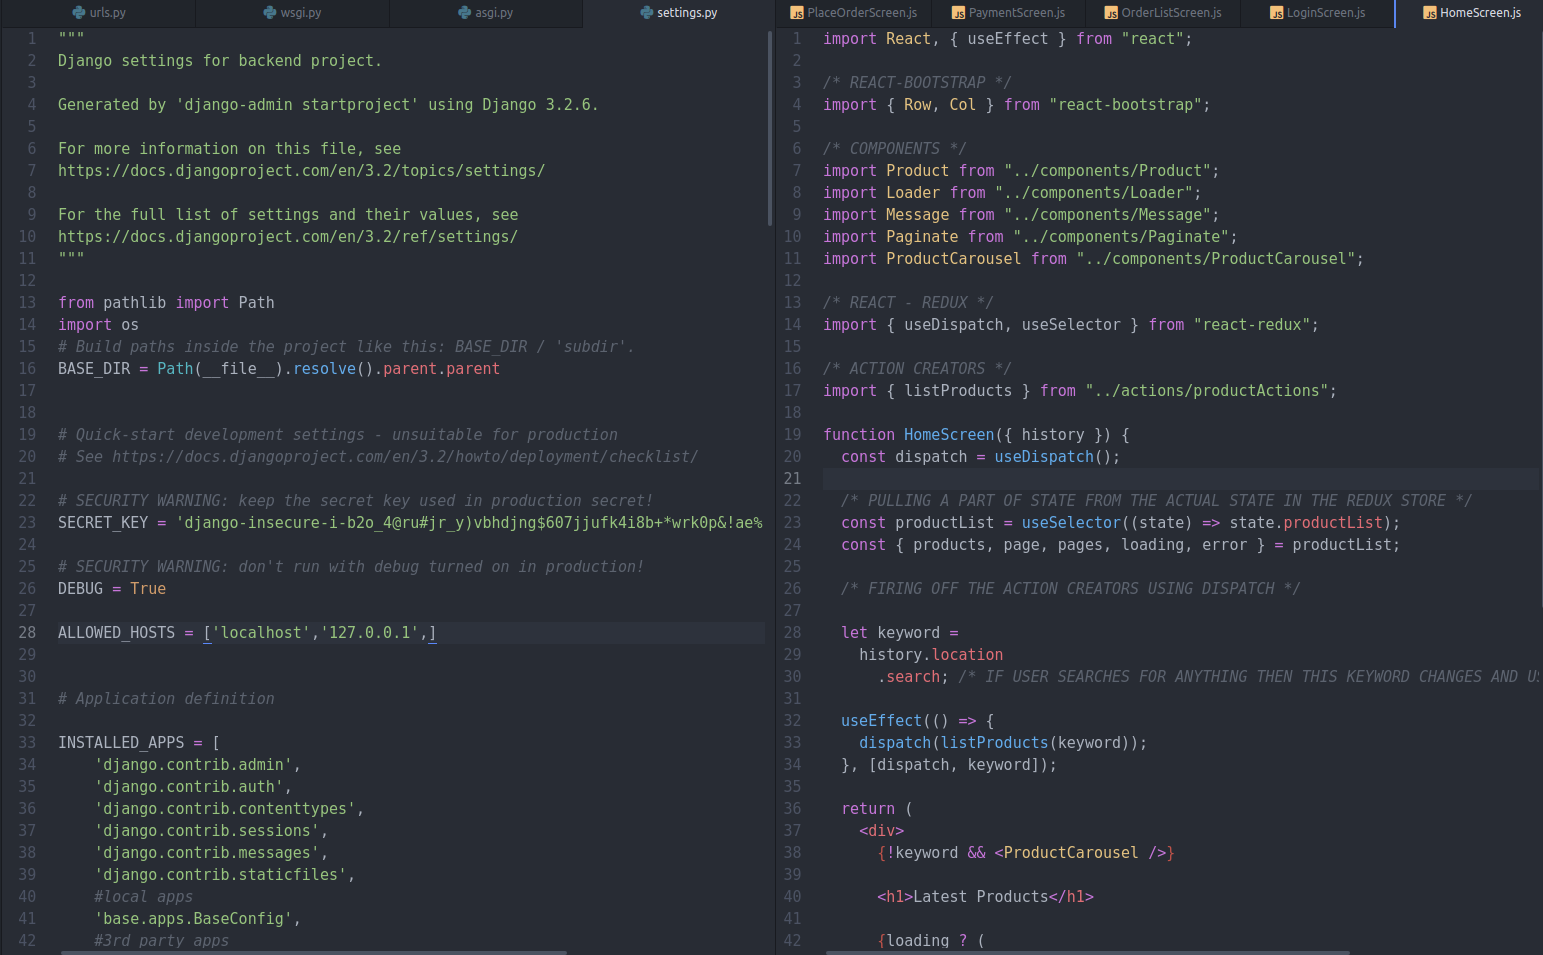 urls.py
wsgi.py
asgi.py
settings.py
1 """
2 Django settings for backend project.
3
4 Generated by 'django-admin startproject' using Django 3.2.6.
5
6 For more information on this file, see
7 https://docs.djangoproject.com/en/3.2/topics/settings/
8
9 For the full list of settings and their values, see
10 https://docs.djangoproject.com/en/3.2/ref/settings/
11 """
12
13 from pathlib import Path
14 import os
15 # Build paths inside the project like this: BASE_DIR / 'subdir'.
16 BASE_DIR = Path(__file__).resolve().parent.parent
17
18
19 # Quick-start development settings - unsuitable for production
20 # See https://docs.djangoproject.com/en/3.2/howto/deployment/checklist/
21
22 # SECURITY WARNING: keep the secret key used in production secret!
23 SECRET_KEY = 'django-insecure-i-b2o_4@ru#jr_y)vbhdjng$607jjufk4i8b+*wrk0p&!ae%
24
25 # SECURITY WARNING: don't run with debug turned on in production!
26 DEBUG = True
27
28 ALLOWED_HOSTS = ['localhost','127.0.0.1',]
29
30
31 # Application definition
32
33 INSTALLED_APPS = [
34     'django.contrib.admin',
35     'django.contrib.auth',
36     'django.contrib.contenttypes',
37     'django.contrib.sessions',
38     'django.contrib.messages',
39     'django.contrib.staticfiles',
40     #local apps
41     'base.apps.BaseConfig',
42     #3rd party apps
JS PlaceOrderScreen.js
JS PaymentScreen.js
JS OrderListScreen.js
JS LoginScreen.js
JS HomeScreen.js
1 import React, { useEffect } from "react";
2
3 /* REACT-BOOTSTRAP */
4 import { Row, Col } from "react-bootstrap";
5
6 /* COMPONENTS */
7 import Product from "../components/Product";
8 import Loader from "../components/Loader";
9 import Message from "../components/Message";
10 import Paginate from "../components/Paginate";
11 import ProductCarousel from "../components/ProductCarousel";
12
13 /* REACT - REDUX */
14 import { useDispatch, useSelector } from "react-redux";
15
16 /* ACTION CREATORS */
17 import { listProducts } from "../actions/productActions";
18
19 function HomeScreen({ history }) {
20   const dispatch = useDispatch();
21
22   /* PULLING A PART OF STATE FROM THE ACTUAL STATE IN THE REDUX STORE */
23   const productList = useSelector((state) => state.productList);
24   const { products, page, pages, loading, error } = productList;
25
26   /* FIRING OFF THE ACTION CREATORS USING DISPATCH */
27
28   let keyword =
29     history.location
30       .search; /* IF USER SEARCHES FOR ANYTHING THEN THIS KEYWORD CHANGES AND
31
32   useEffect(() => {
33     dispatch(listProducts(keyword));
34   }, [dispatch, keyword]);
35
36   return (
37     <div>
38       {!keyword && <ProductCarousel />}
39
40       <h1>Latest Products</h1>
41
42       {loading ? (